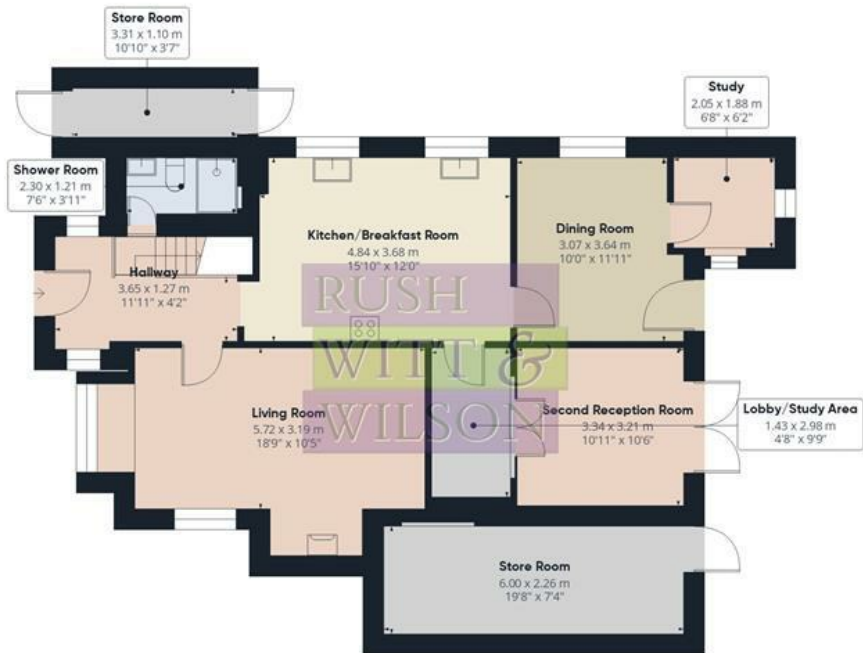 Store Room
3.31 x 1.10 m
10'10" x 3'7"
Study
2.05 x 1.88 m
6'8" x 6'2"
Shower Room
2.30 x 1.21 m
7'6" x 3'11"
Kitchen/Breakfast Room
4.84 x 3.68 m
15'10" x 12'0"
Dining Room
3.07 x 3.64 m
10'0" x 11'11"
Hallway
3.65 x 1.27 m
11'11" x 4'2"
RUSH
WITT &
WILSON
Living Room
5.72 x 3.19 m
18'9" x 10'5"
Second Reception Room
3.34 x 3.21 m
10'11" x 10'6"
Lobby/Study Area
1.43 x 2.98 m
4'8" x 9'9"
Store Room
6.00 x 2.26 m
19'8" x 7'4"